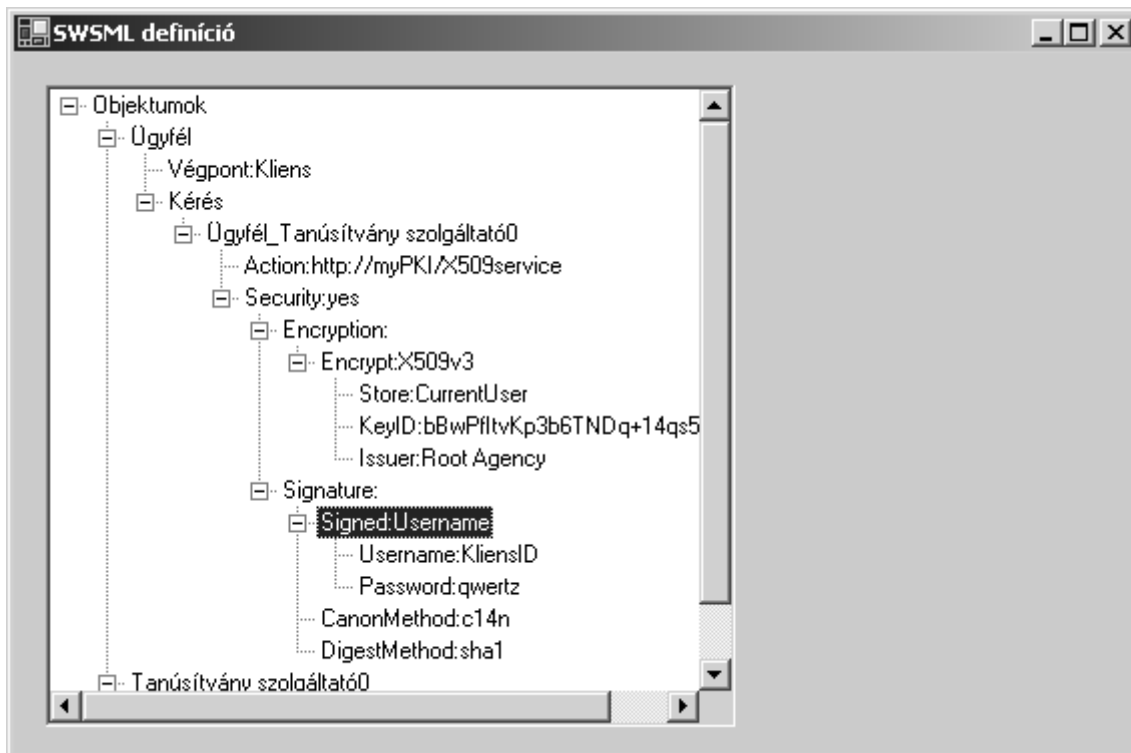 SWSML definíció
Objektumok
Ügyfél
Végpont:Kliens
Kérés
Ügyfél_Tanúsítvány szolgáltató0
Action:http://myPKI/X509service
Security:yes
Encryption:
Encrypt:X509v3
Store:CurrentUser
KeyID:bBwPfItvKp3b6TNDq+14qs5
Issuer:Root Agency
Signature:
Signed:Username
Username:KliensID
Password:qwertz
CanonMethod:c14n
DigestMethod:sha1
Tanúsítvány szolgáltató0